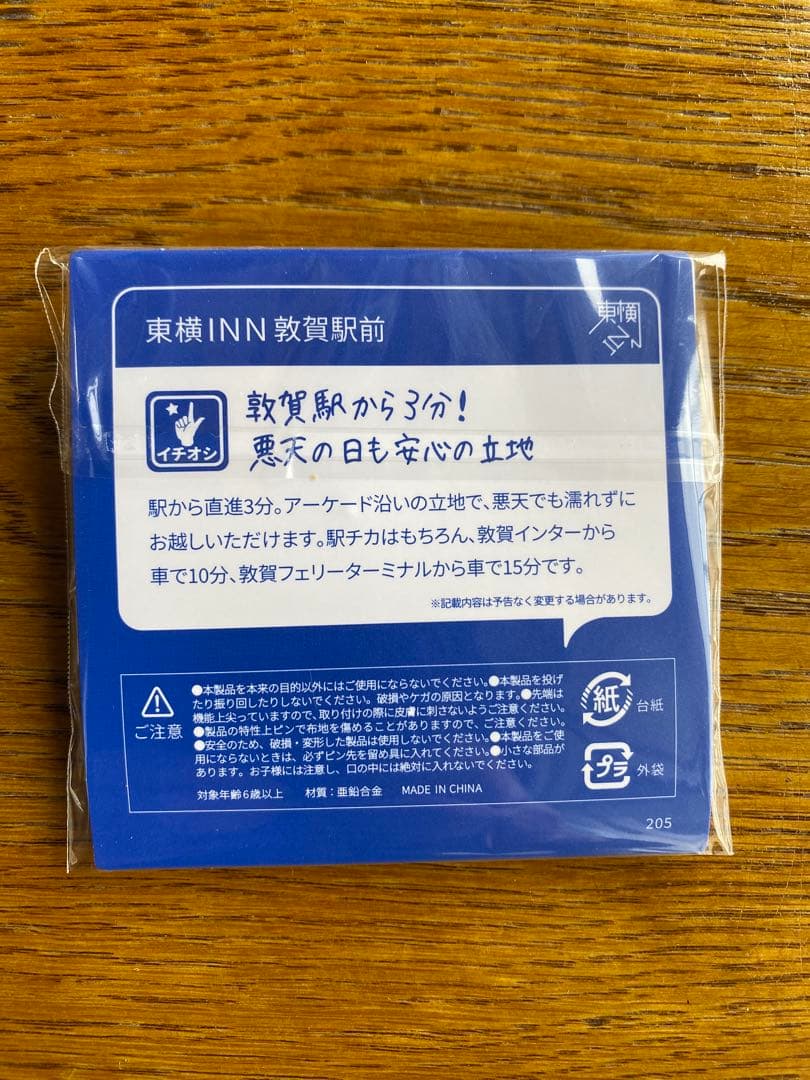 東横INN 敦賀駅前
東横INN
イチオシ
敦賀駅から3分!
悪天の日も安心の立地
駅から直進3分。アーケード沿いの立地で、悪天でも濡れずに
お越しいただけます。駅チカはもちろん、敦賀インターから
車で10分、敦賀フェリーターミナルから車で15分です。
※記載内容は予告なく変更する場合があります。
ご注意
●本製品を本来の目的以外にはご使用にならないでください。●本製品を投げ
たり振り回したりしないでください。破損やケガの原因となります。●先端は
機能上尖っていますので、取り付けの際に皮膚に刺さないようご注意ください。
●製品の特性上ピンで布地を傷めることがありますので、ご注意ください。
●安全のため、破損・変形した製品は使用しないでください。●本製品をご使
用にならないときは、必ずピン先を留め具に入れてください。●小さな部品が
あります。お子様には注意し、口の中には絶対に入れないでください。
対象年齢6歳以上 材質:亜鉛合金 MADE IN CHINA
紙 台紙
プラ 外袋
205